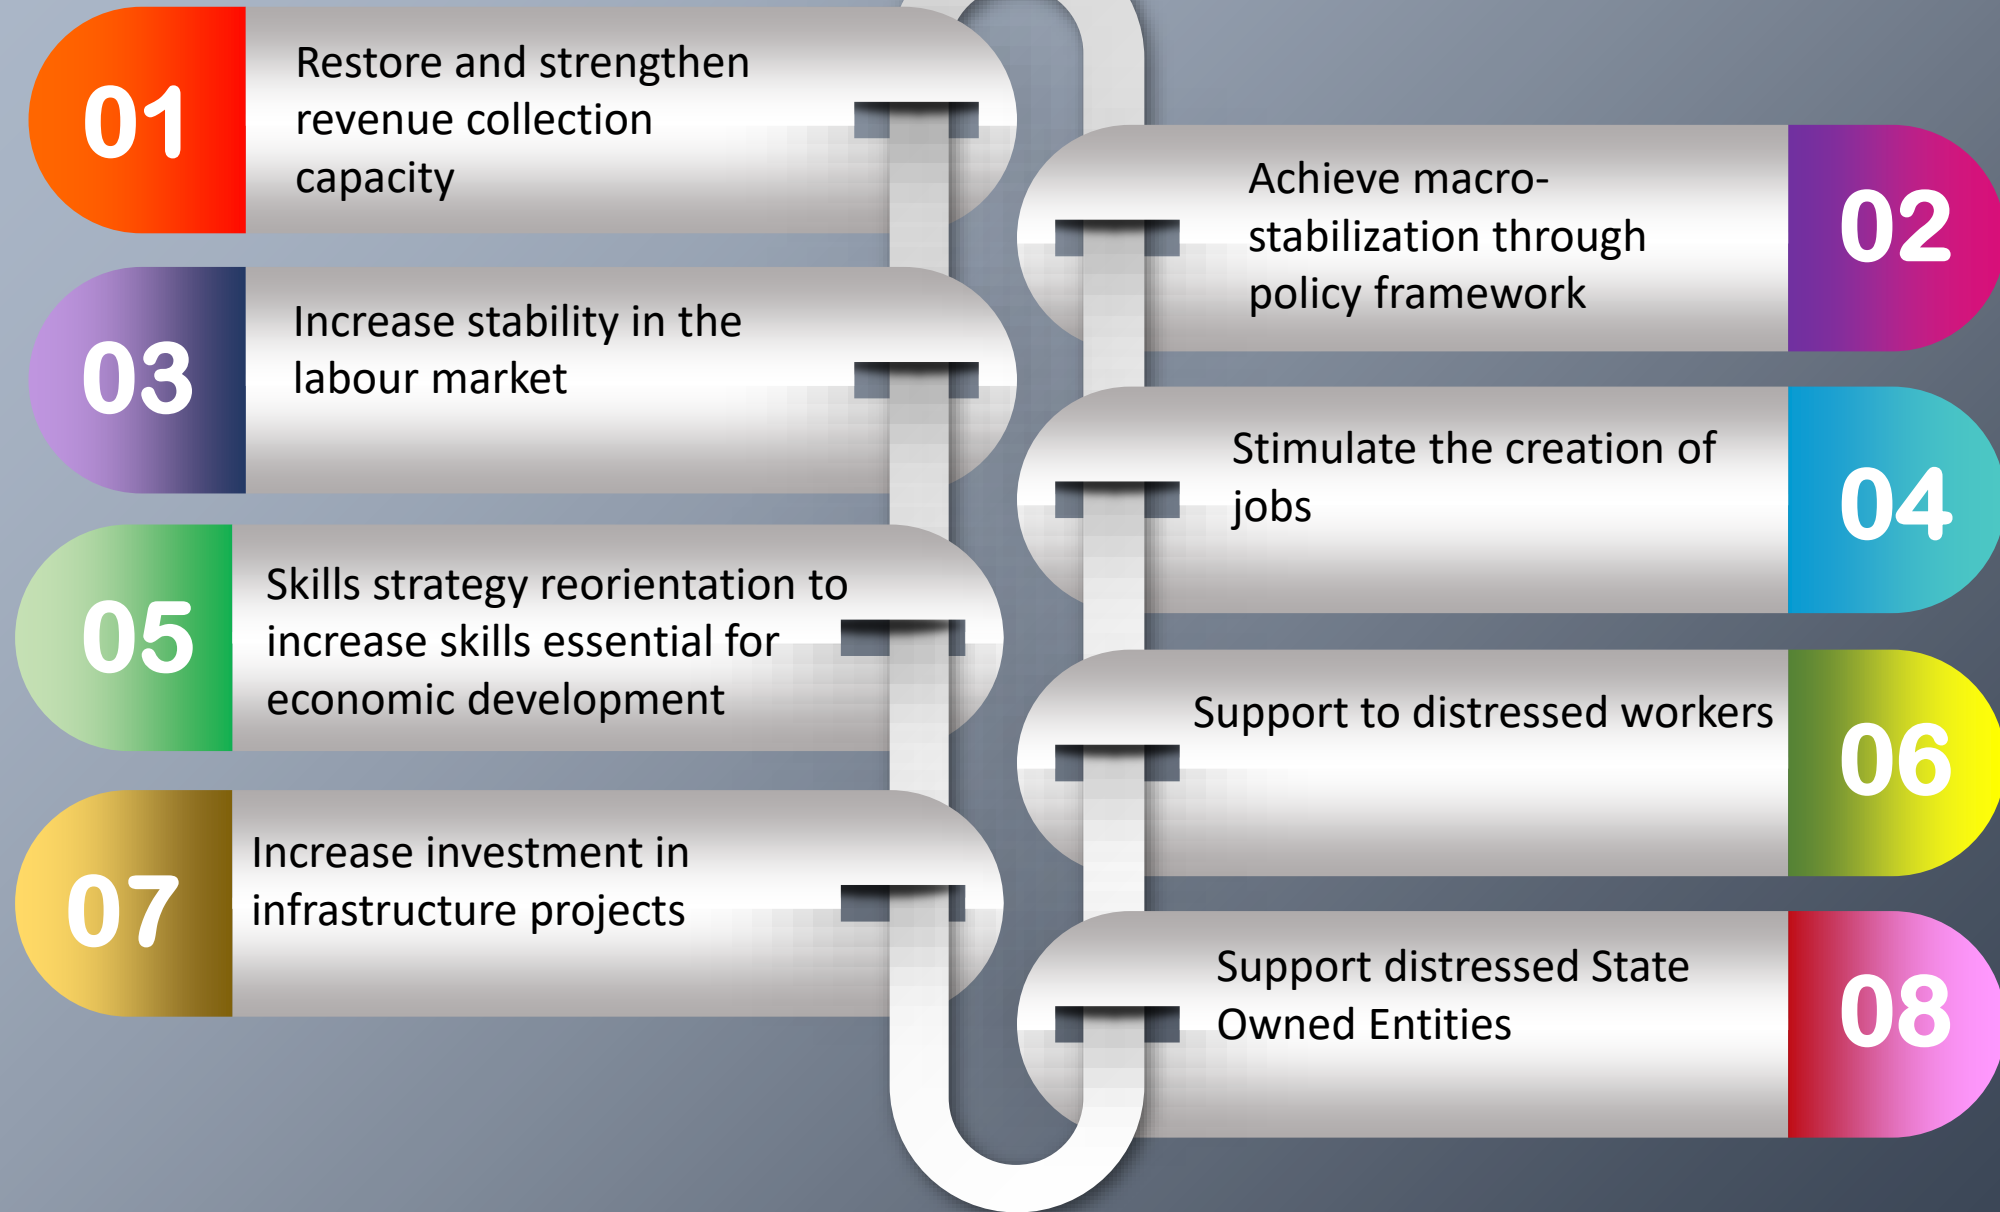 01
Restore and strengthen
revenue collection
capacity
02
Achieve macro-
stabilization through
policy framework
03
Increase stability in the
labour market
04
Stimulate the creation of
jobs
05
Skills strategy reorientation to
increase skills essential for
economic development
06
Support to distressed workers
07
Increase investment in
infrastructure projects
08
Support distressed State
Owned Entities